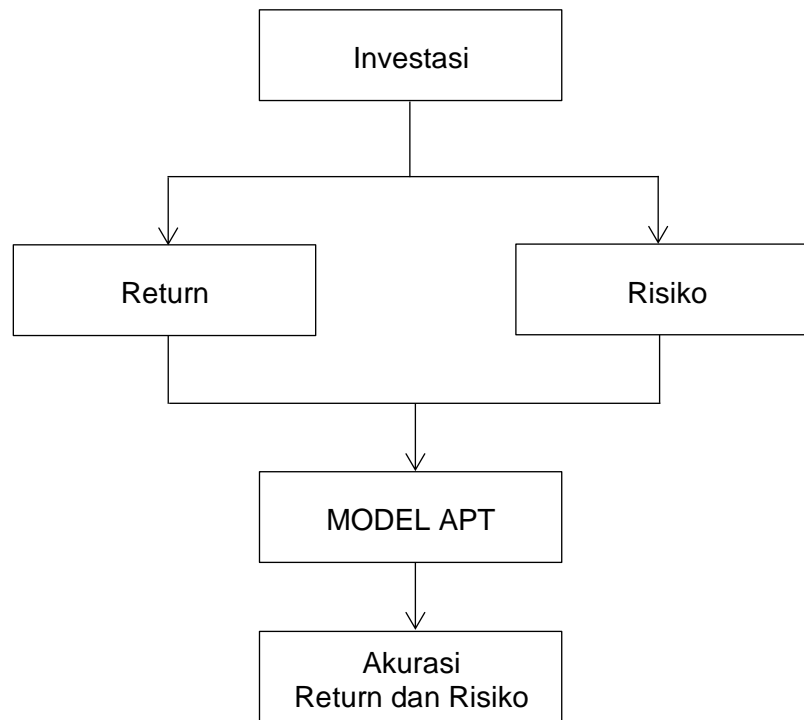 Investasi
Return
Risiko
MODEL APT
Akurasi
Return dan Risiko